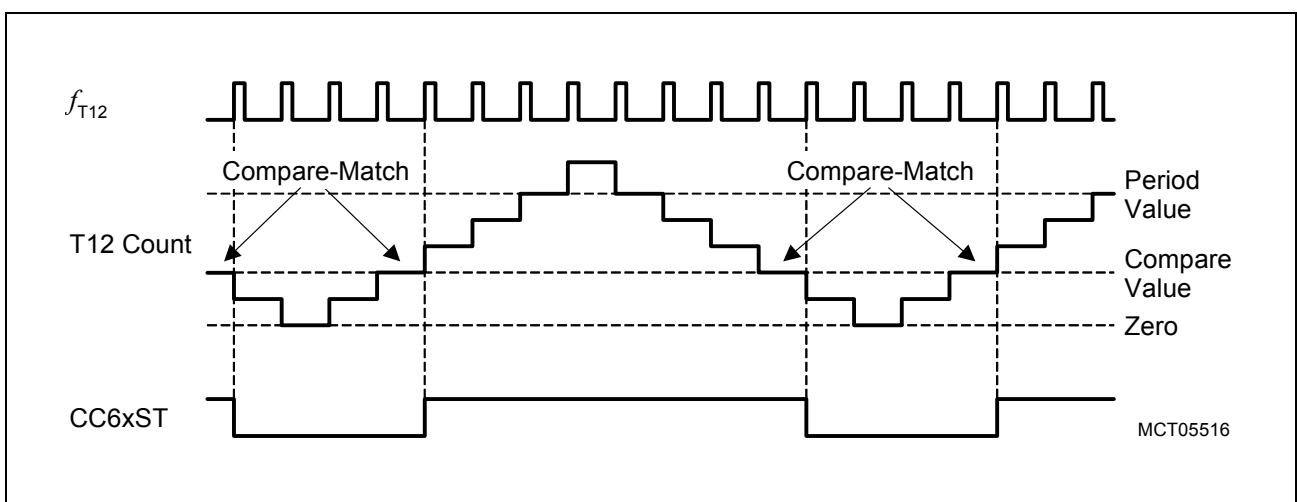 fT12
Compare-Match
Compare-Match
Period
Value
T12 Count
Compare
Value
Zero
CC6xST
MCT05516